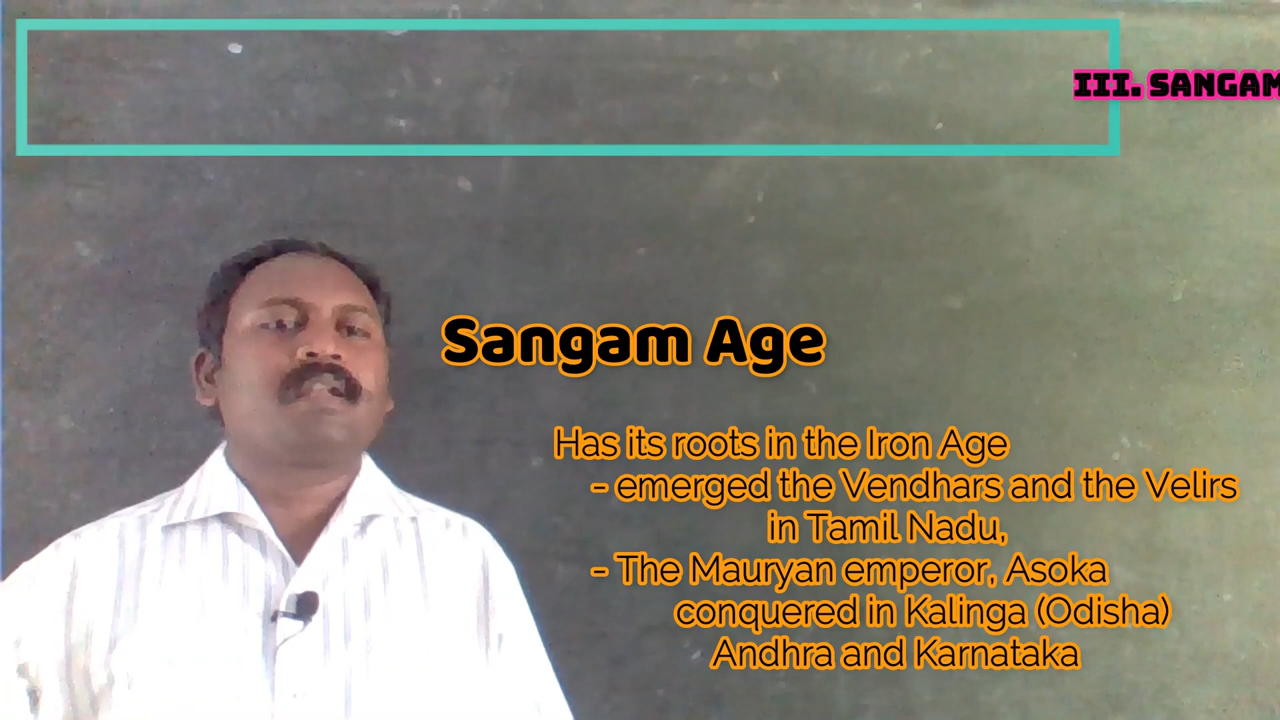 III. SANGAM
Sangam Age
Has its roots in the Iron Age
- emerged the Vendhars and the Velirs
in Tamil Nadu,
- The Mauryan emperor, Asoka
conquered in Kalinga (Odisha)
Andhra and Karnataka